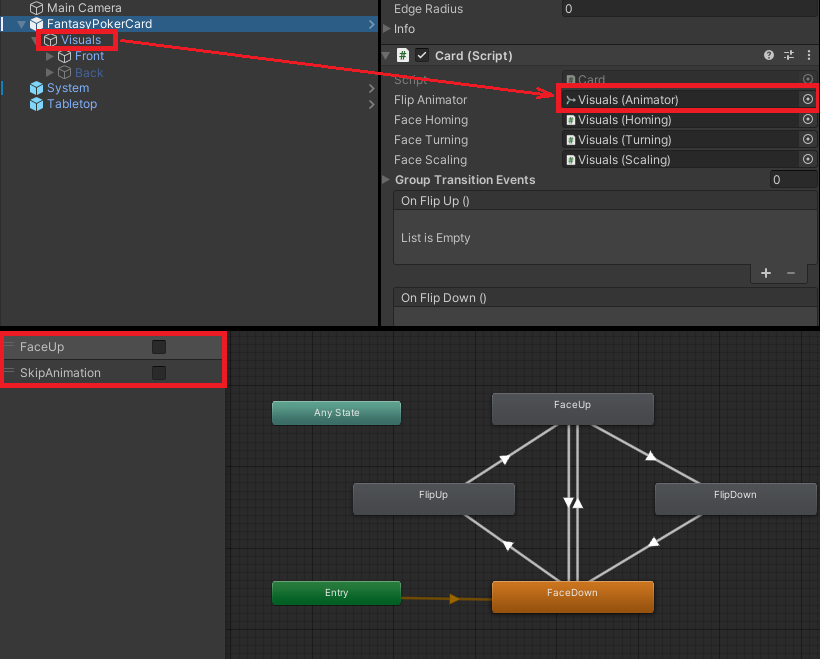 Main Camera
FantasyPokerCard
Visuals
Front
Back
System
Tabletop
Edge Radius 0
Info
# Card (Script)
Script # Card
Flip Animator Visuals (Animator)
Face Homing # Visuals (Homing)
Face Turning # Visuals (Turning)
Face Scaling # Visuals (Scaling)
Group Transition Events 0
On Flip Up ()
List is Empty
+ −
On Flip Down ()
FaceUp
SkipAnimation
Any State
FaceUp
FlipUp
FlipDown
Entry
FaceDown